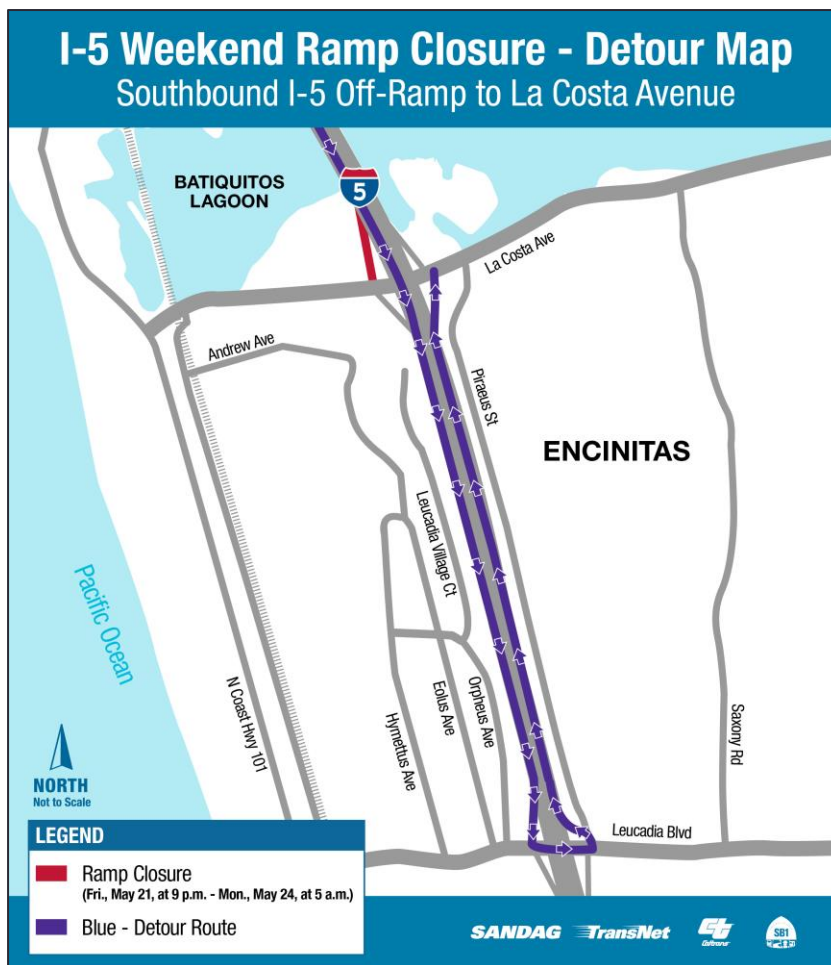 I-5 Weekend Ramp Closure - Detour Map
Southbound I-5 Off-Ramp to La Costa Avenue
BATIQUITOS
LAGOON
5
La Costa Ave
Andrew Ave
Piraeus St
ENCINITAS
Leucadia Village Ct
Pacific Ocean
N Coast Hwy 101
Hymettus Ave
Eolus Ave
Orpheus Ave
Saxony Rd
NORTH
Not to Scale
Leucadia Blvd
LEGEND
Ramp Closure
(Fri., May 21, at 9 p.m. - Mon., May 24, at 5 a.m.)
Blue - Detour Route
SANDAG
TransNet
ct
Caltrans
SB1